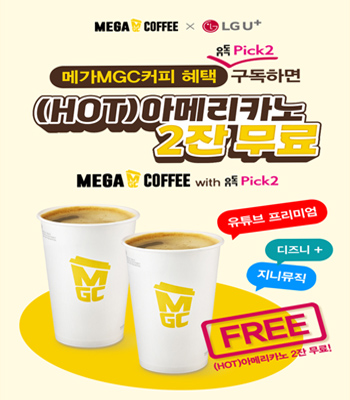 MEGA MGC COFFEE × LG U+
유독 Pick2
메가MGC커피 혜택 구독하면
(HOT)아메리카노
2잔 무료
MEGA MGC COFFEE with 유독 Pick2
유튜브 프리미엄
디즈니 +
지니뮤직
MGC
MGC
FREE
(HOT)아메리카노 2잔 무료!